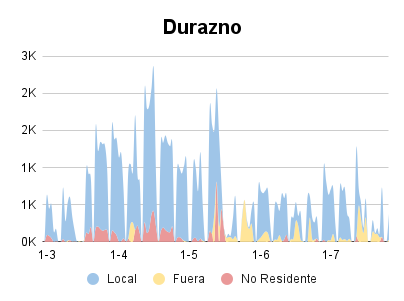 Durazno
3K
2K
2K
1K
1K
0K
1-3
1-4
1-5
1-6
1-7
Local
Fuera
No Residente